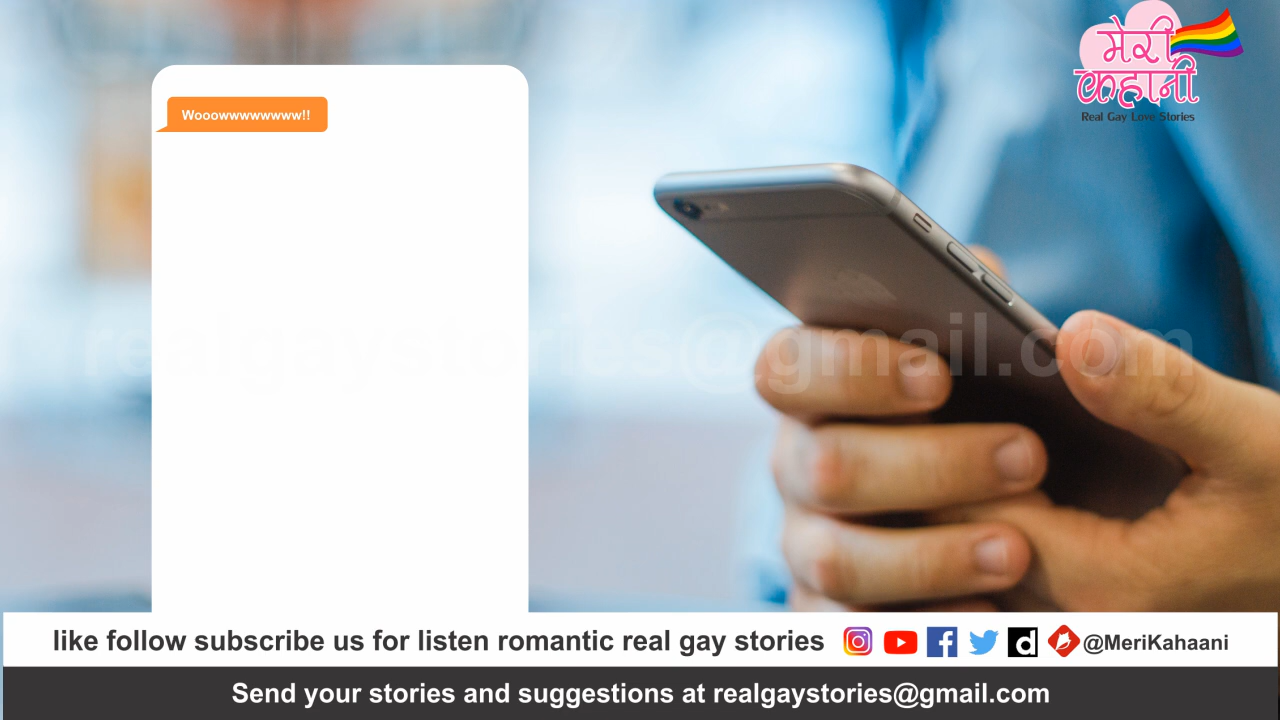 मेरी
कहानी
Real Gay Love Stories
Wooowwwwwwwww!!
realgaystories@gmail.com
like follow subscribe us for listen romantic real gay stories @MeriKahaani
Send your stories and suggestions at realgaystories@gmail.com